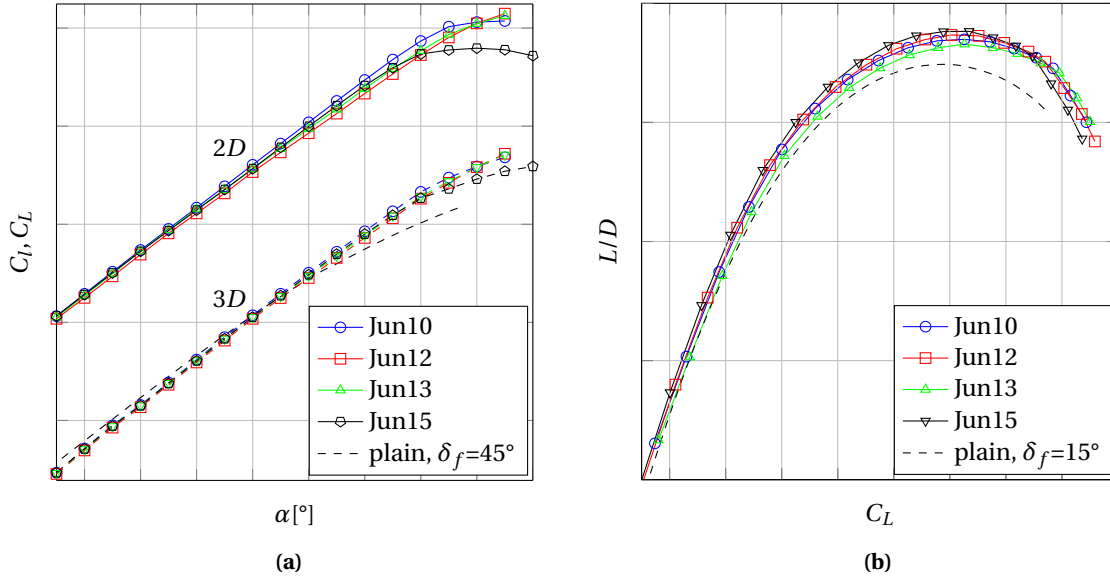 C_l, C_L
2D
3D
Jun10
Jun12
Jun13
Jun15
plain, δ_f=45°
α[°]
(a)
L/D
Jun10
Jun12
Jun13
Jun15
plain, δ_f=15°
C_L
(b)